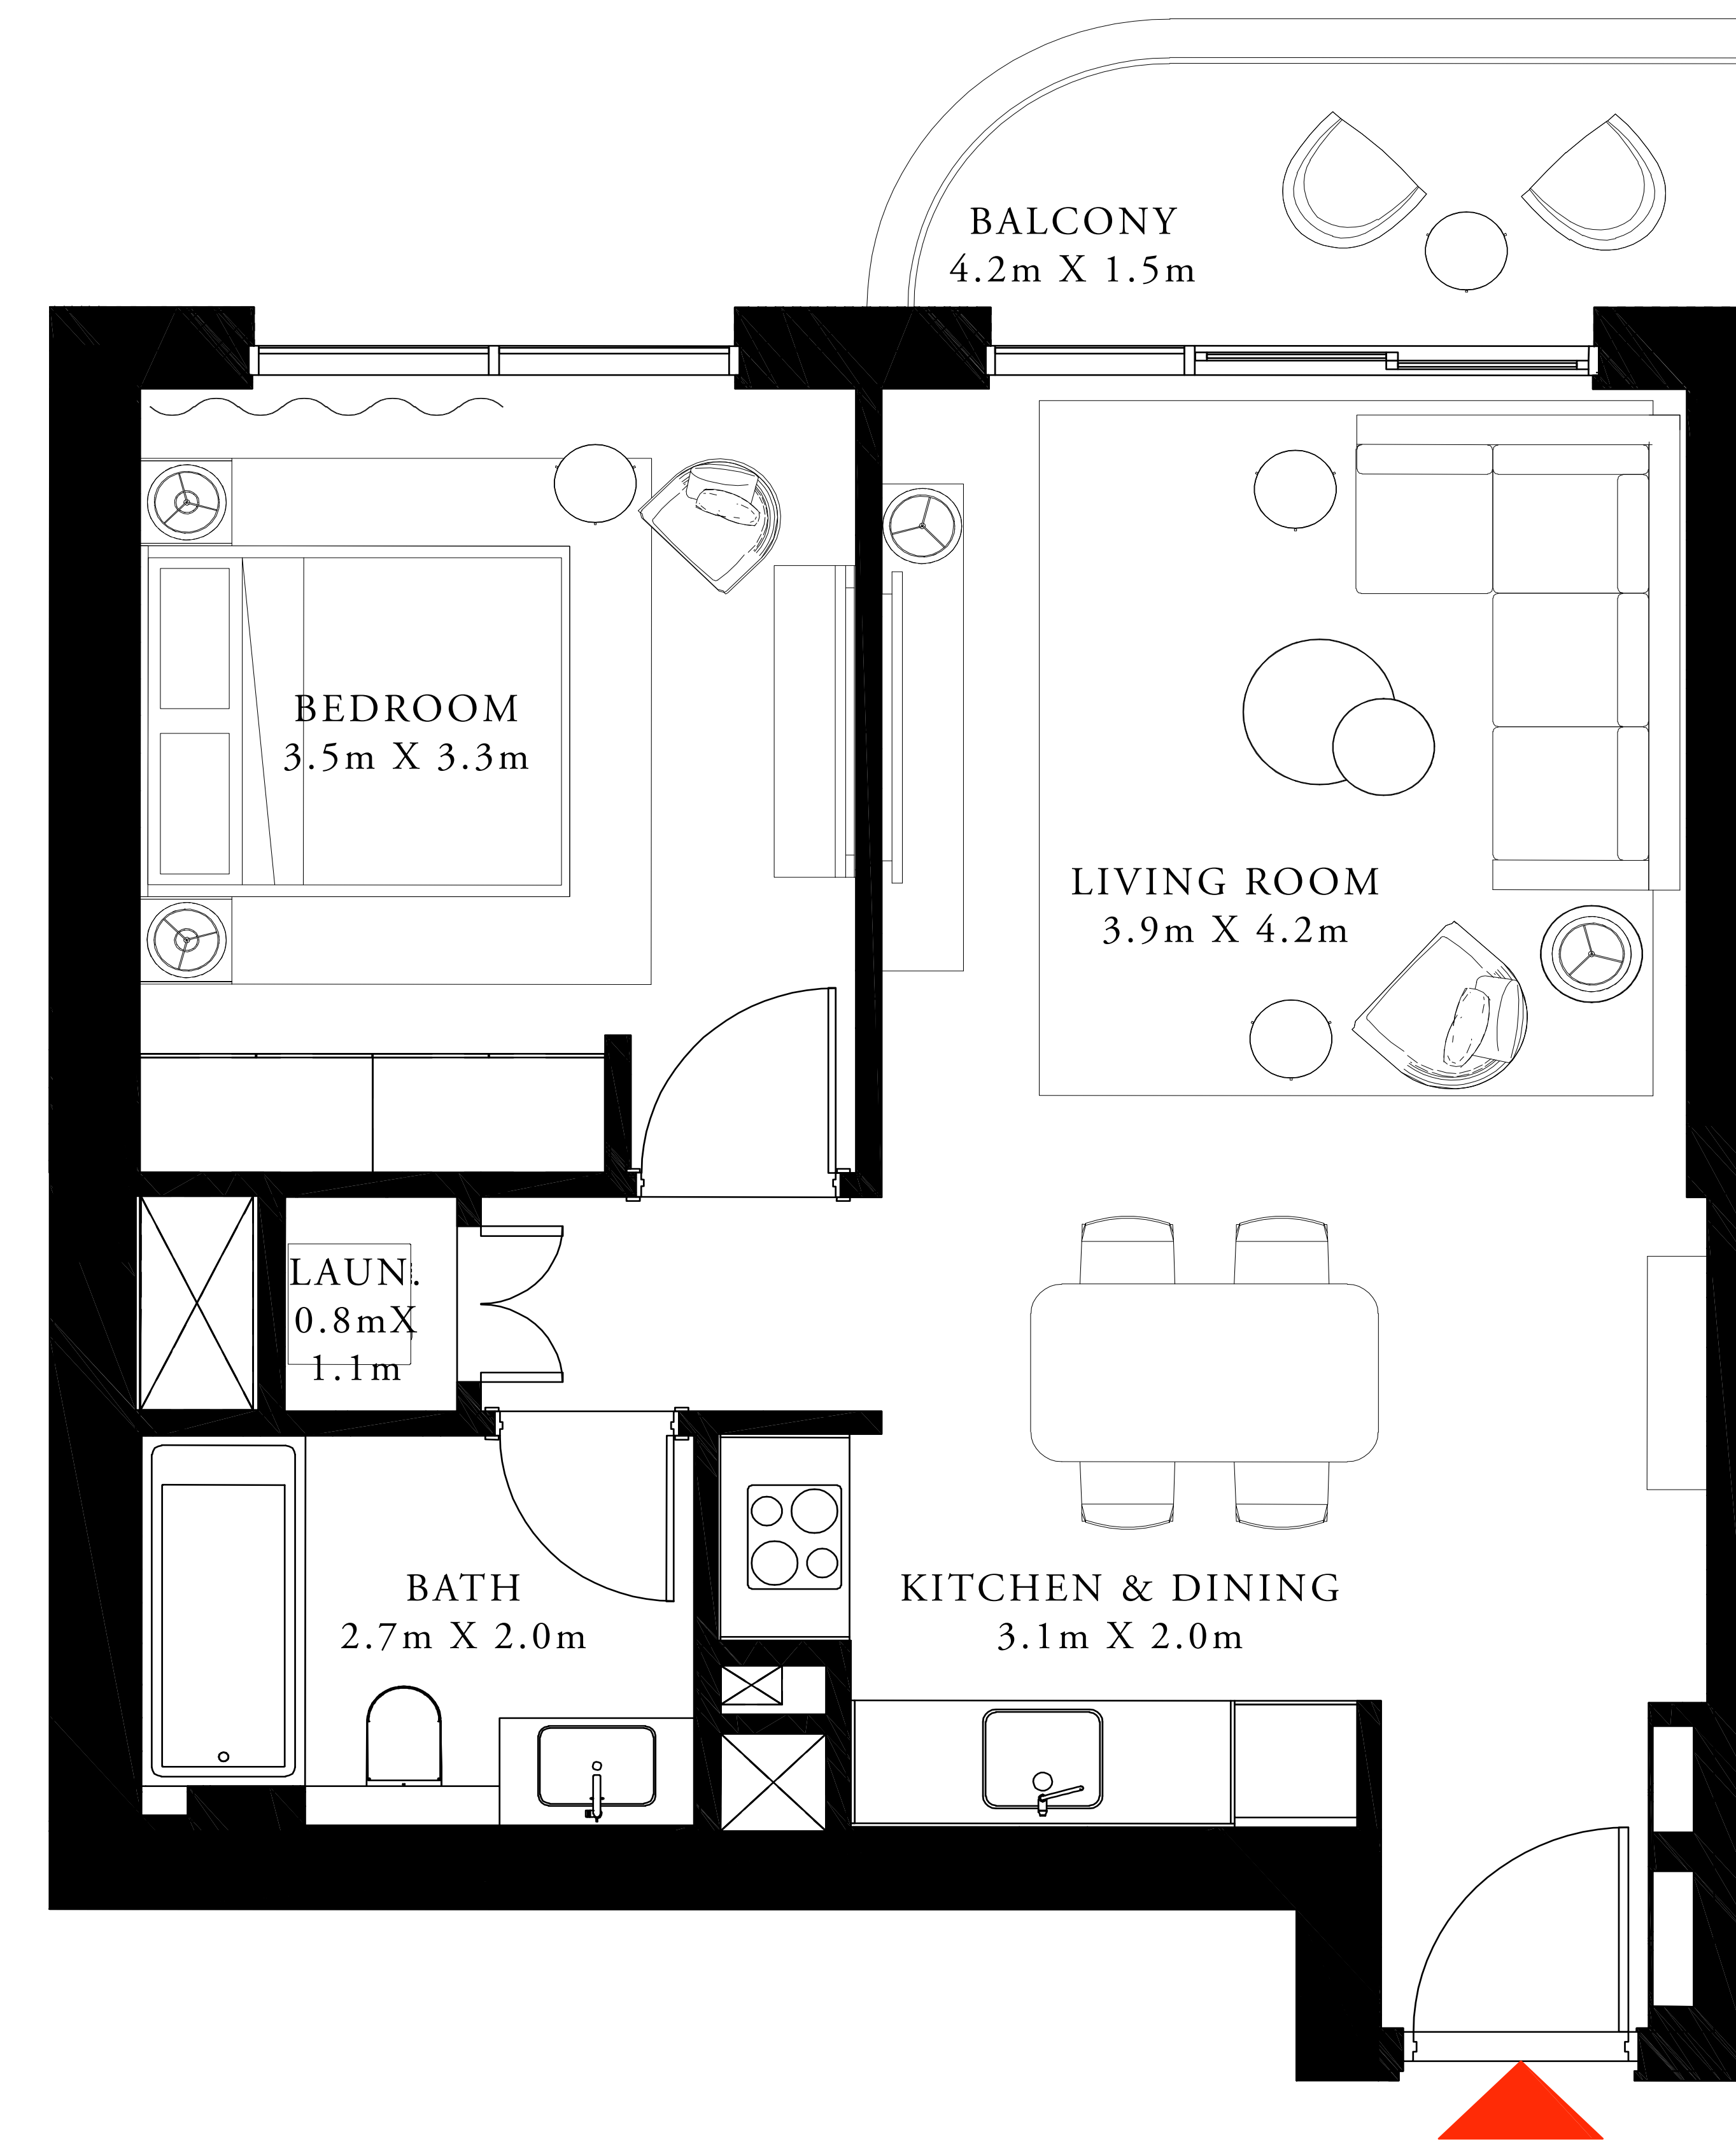 BALCONY
4.2m X 1.5m
BEDROOM
3.5m X 3.3m
LIVING ROOM
3.9m X 4.2m
LAUN.
0.8mX
1.1m
BATH
2.7m X 2.0m
KITCHEN & DINING
3.1m X 2.0m